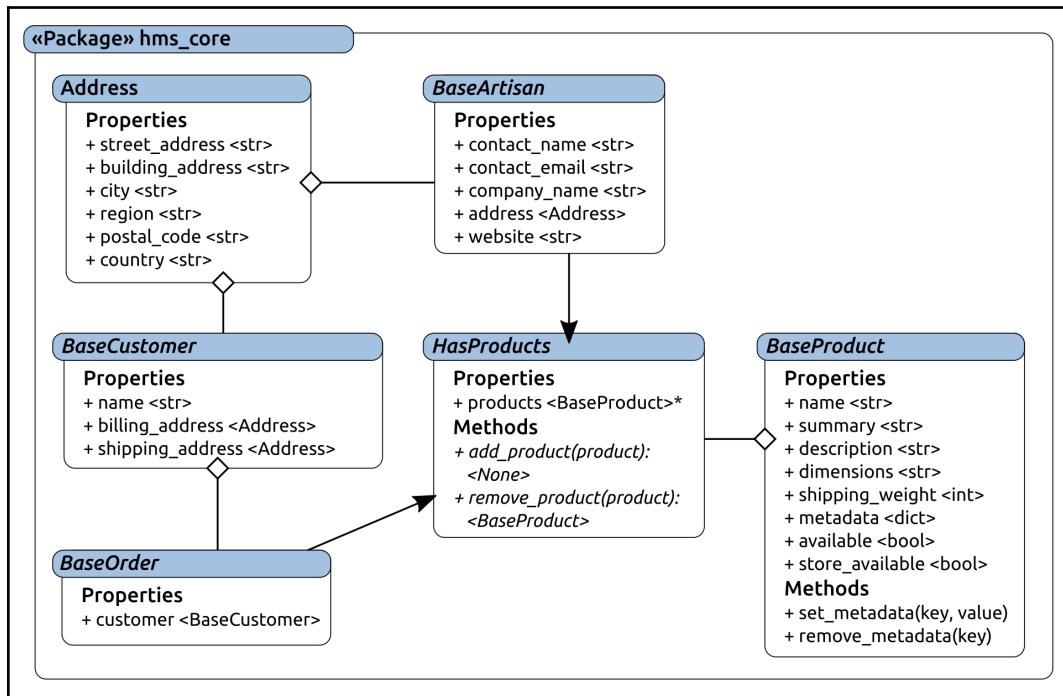 «Package» hms_core
Address
Properties
+ street_address <str>
+ building_address <str>
+ city <str>
+ region <str>
+ postal_code <str>
+ country <str>
BaseArtisan
Properties
+ contact_name <str>
+ contact_email <str>
+ company_name <str>
+ address <Address>
+ website <str>
BaseCustomer
Properties
+ name <str>
+ billing_address <Address>
+ shipping_address <Address>
HasProducts
Properties
+ products <BaseProduct>*
Methods
+ add_product(product):
<None>
+ remove_product(product):
<BaseProduct>
BaseProduct
Properties
+ name <str>
+ summary <str>
+ description <str>
+ dimensions <str>
+ shipping_weight <int>
+ metadata <dict>
+ available <bool>
+ store_available <bool>
Methods
+ set_metadata(key, value)
+ remove_metadata(key)
BaseOrder
Properties
+ customer <BaseCustomer>